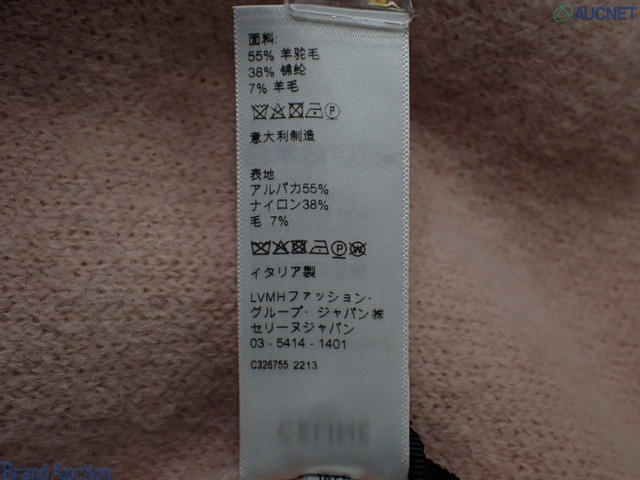 AUCNET
面料:
55% 羊驼毛
38% 锦纶
7% 羊毛
意大利制造
表地
アルパカ55%
ナイロン38%
毛 7%
イタリア製
LVMHファッション・
グループ・ジャパン㈱
セリーヌジャパン
03 - 5414 - 1401
C326755 2213
CELINE
Brand Auction